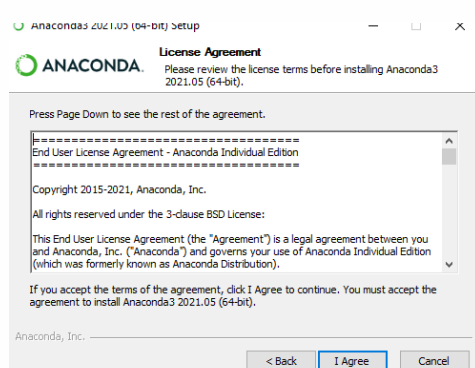 Anaconda3 2021.05 (64-bit) Setup
ANACONDA.
License Agreement
Please review the license terms before installing Anaconda3
2021.05 (64-bit).
Press Page Down to see the rest of the agreement.
===================================
End User License Agreement - Anaconda Individual Edition
===================================
Copyright 2015-2021, Anaconda, Inc.
All rights reserved under the 3-clause BSD License:
This End User License Agreement (the "Agreement") is a legal agreement between you
and Anaconda, Inc. ("Anaconda") and governs your use of Anaconda Individual Edition
(which was formerly known as Anaconda Distribution).
If you accept the terms of the agreement, click I Agree to continue. You must accept the
agreement to install Anaconda3 2021.05 (64-bit).
Anaconda, Inc.
< Back
I Agree
Cancel